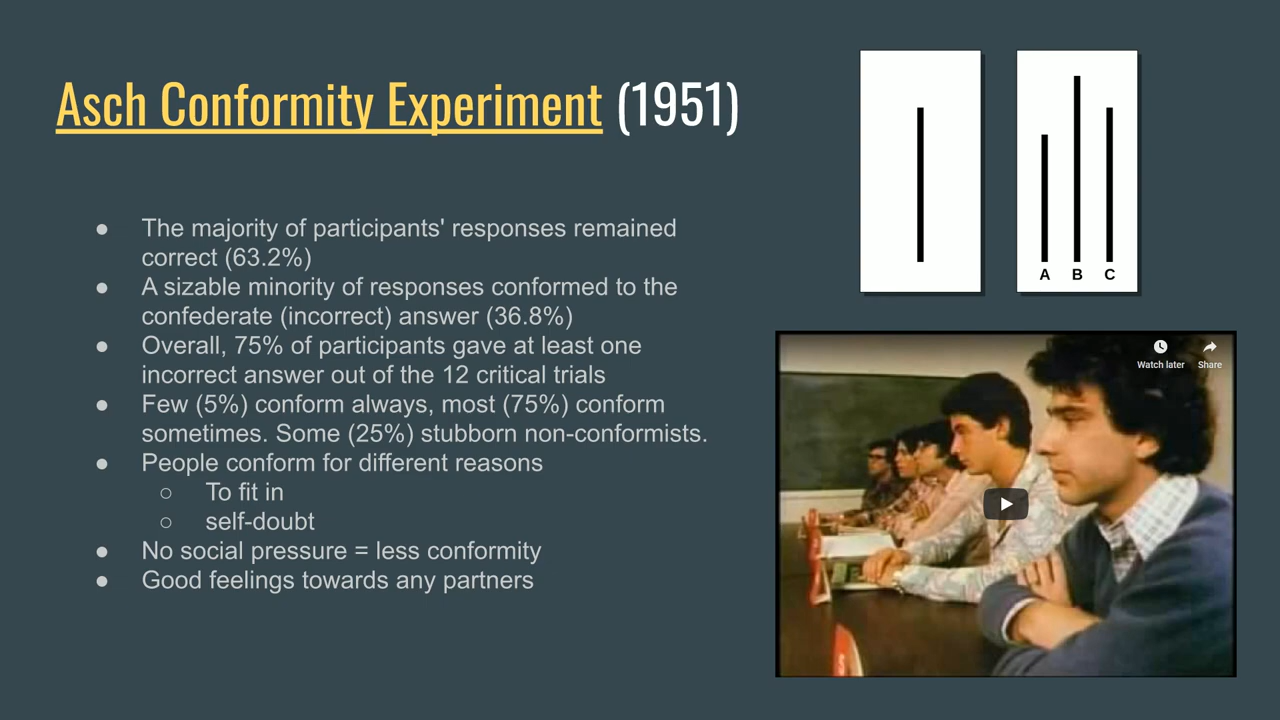 Asch Conformity Experiment (1951)
● The majority of participants' responses remained
correct (63.2%)
● A sizable minority of responses conformed to the
confederate (incorrect) answer (36.8%)
● Overall, 75% of participants gave at least one
incorrect answer out of the 12 critical trials
● Few (5%) conform always, most (75%) conform
sometimes. Some (25%) stubborn non-conformists.
● People conform for different reasons
○ To fit in
○ self-doubt
● No social pressure = less conformity
● Good feelings towards any partners
A B C
Watch later Share